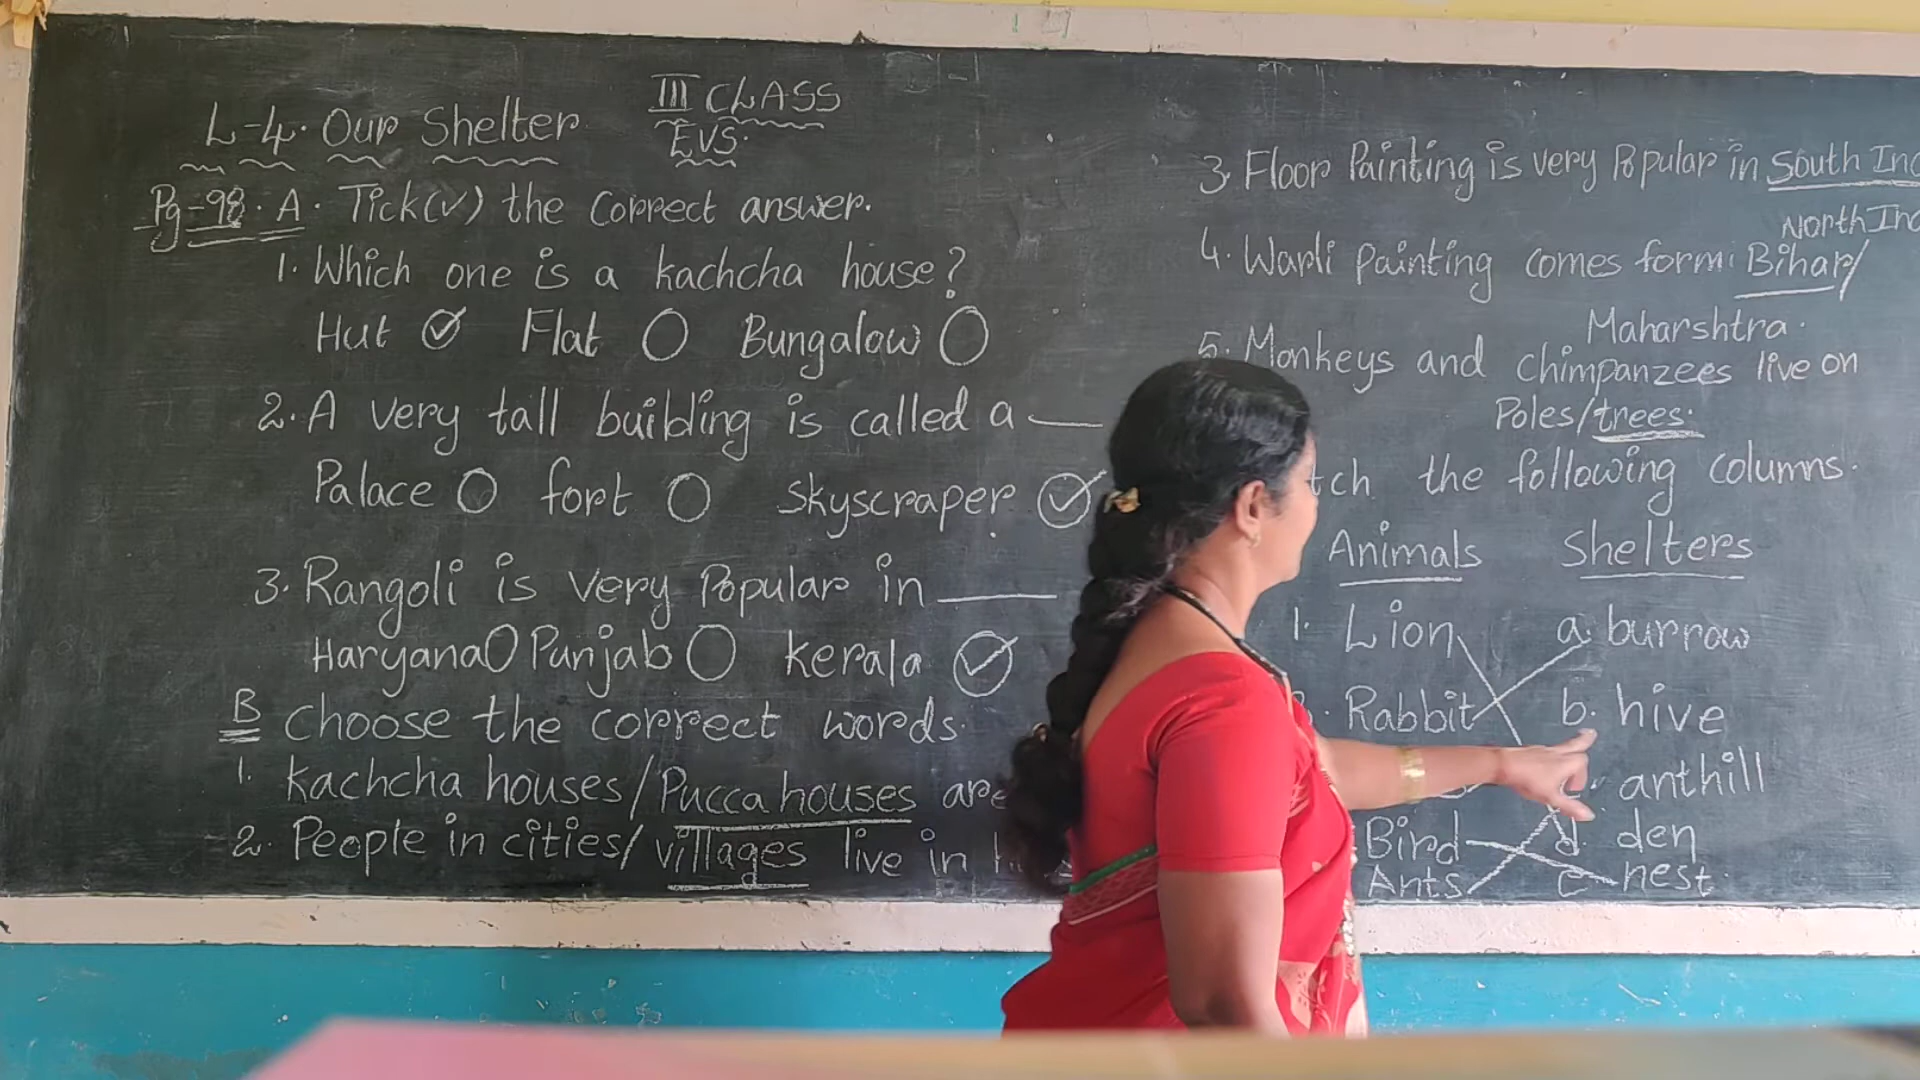 III CLASS
EVS.
L-4. Our Shelter
Pg-98. A. Tick(✓) the correct answer.
1. Which one is a kachcha house?
Hut Flat Bungalow
2. A very tall building is called a ___
Palace fort skyscraper
3. Rangoli is very Popular in ___
Haryana Punjab kerala
B choose the correct words.
1. kachcha houses/Pucca houses are
2. People in cities/villages live in
3. Floor Painting is very Popular in South
North
4. Warli painting comes form: Bihar/
Maharshtra.
5. Monkeys and chimpanzees live on
Poles/trees.
the following columns.
Animals Shelters
1. Lion a. burrow
Rabbit b. hive
c. anthill
Bird d. den
Ants e nest.